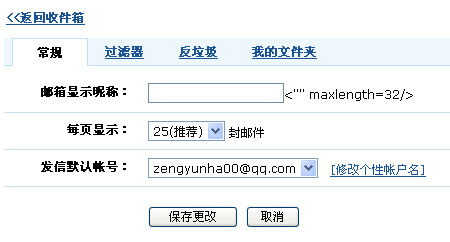 <<返回收件箱
常规 过滤器 反垃圾 我的文件夹
邮箱显示昵称： <"" maxlength=32/>
每页显示： 25(推荐) 封邮件
发信默认帐号： zengyunha00@qq.com [修改个性帐户名]
保存更改 取消